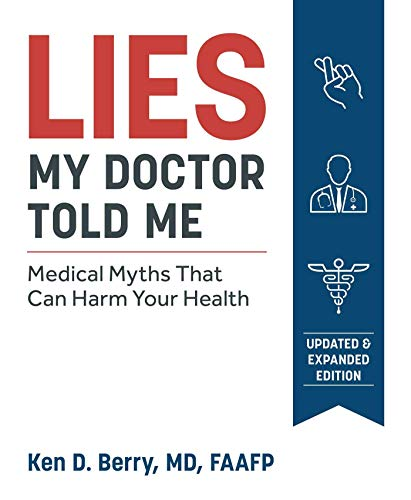 LIES
MY DOCTOR
TOLD ME
Medical Myths That
Can Harm Your Health
UPDATED &
EXPANDED
EDITION
Ken D. Berry, MD, FAAFP